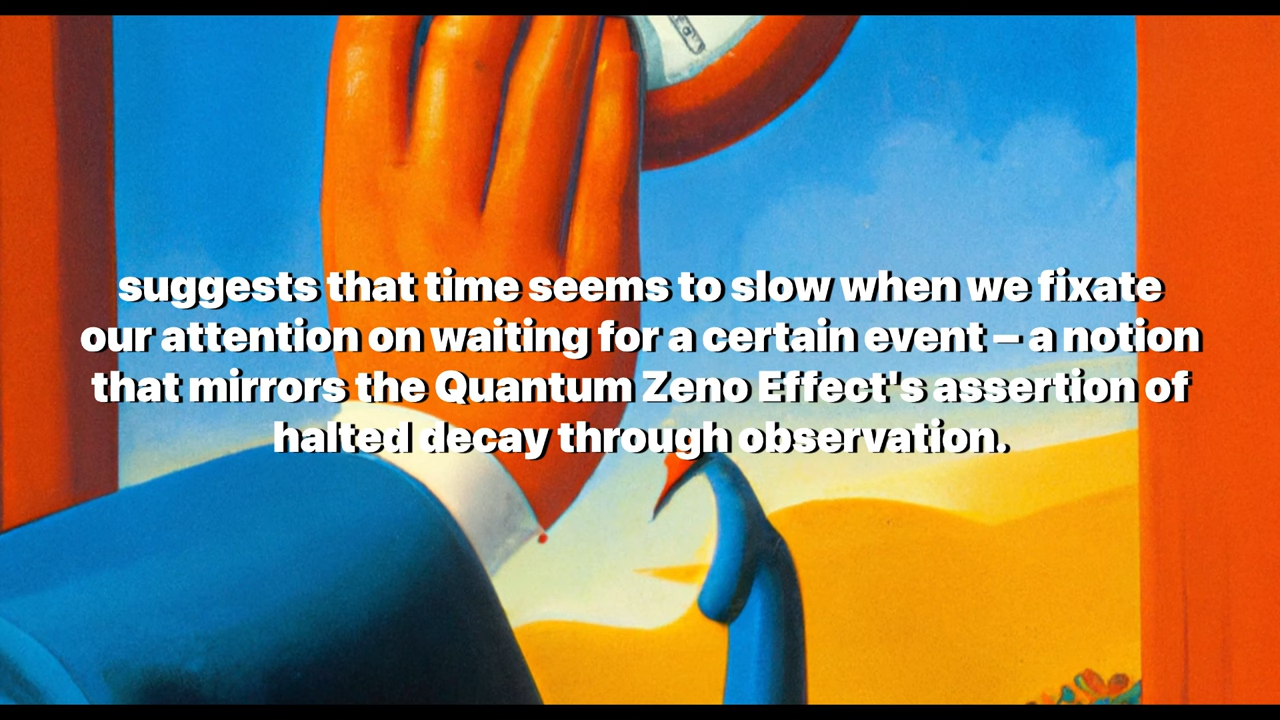 suggests that time seems to slow when we fixate
our attention on waiting for a certain event – a notion
that mirrors the Quantum Zeno Effect's assertion of
halted decay through observation.